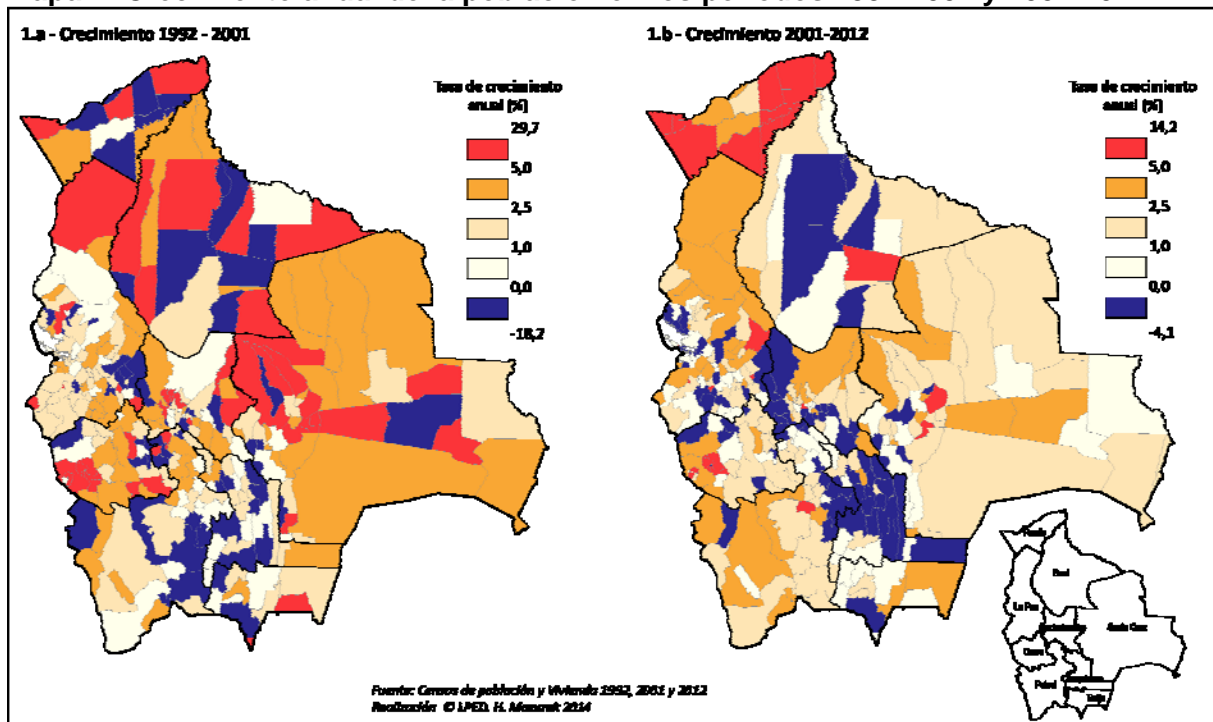 1.a - Crecimiento 1992 - 2001
1.b - Crecimiento 2001-2012
Tasa de crecimiento
anual (%)
29,7
5,0
2,5
1,0
0,0
-18,2
Tasa de crecimiento
anual (%)
14,2
5,0
2,5
1,0
0,0
-4,1
Pando
Beni
La Paz
Cochabamba
Santa Cruz
Oruro
Potosí
Tarija
Fuente: Censos de población y Vivienda 1992, 2001 y 2012
Realización © LPED. H. Mazurek 2014